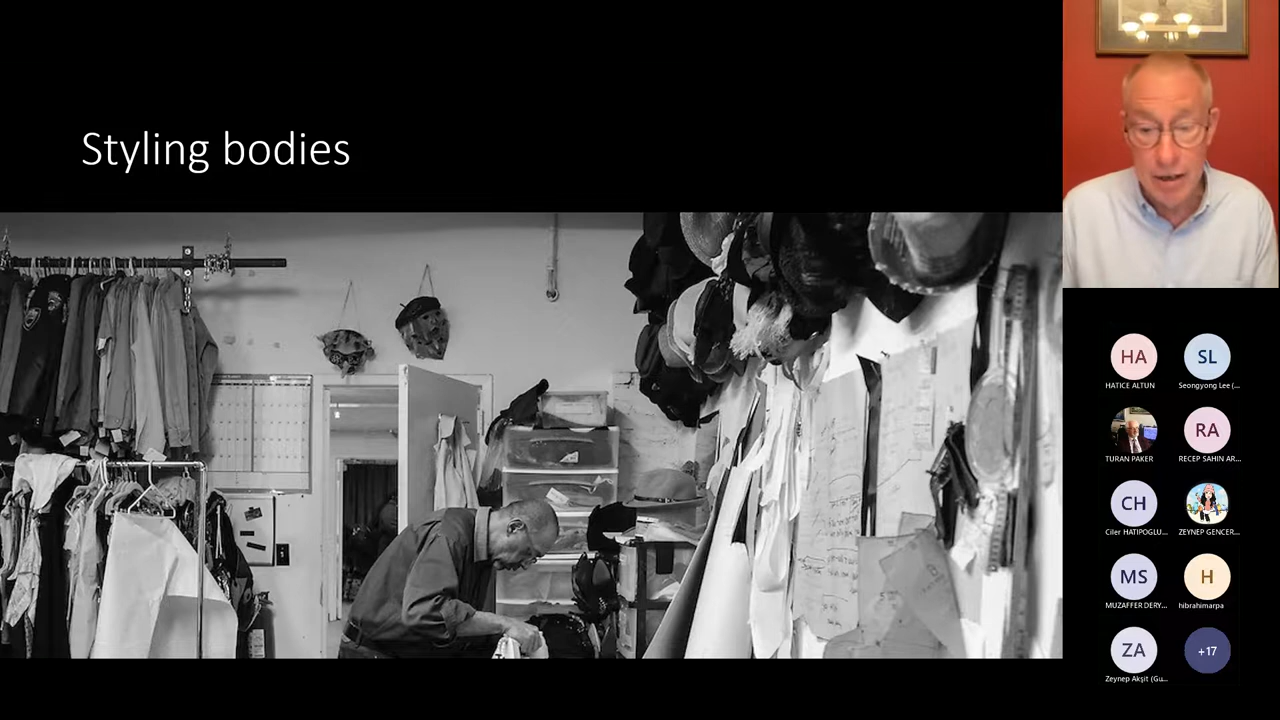 Styling bodies
HA
SL
HATICE ALTUN
Seongyong Lee (...
RA
TURAN PAKER
RECEP SAHIN AR...
CH
Ciler HATIPOGLU...
ZEYNEP GENCER...
MS
H
MUZAFFER DERY...
hibrahimarpa
ZA
+17
Zeynep Akşit (Gu...